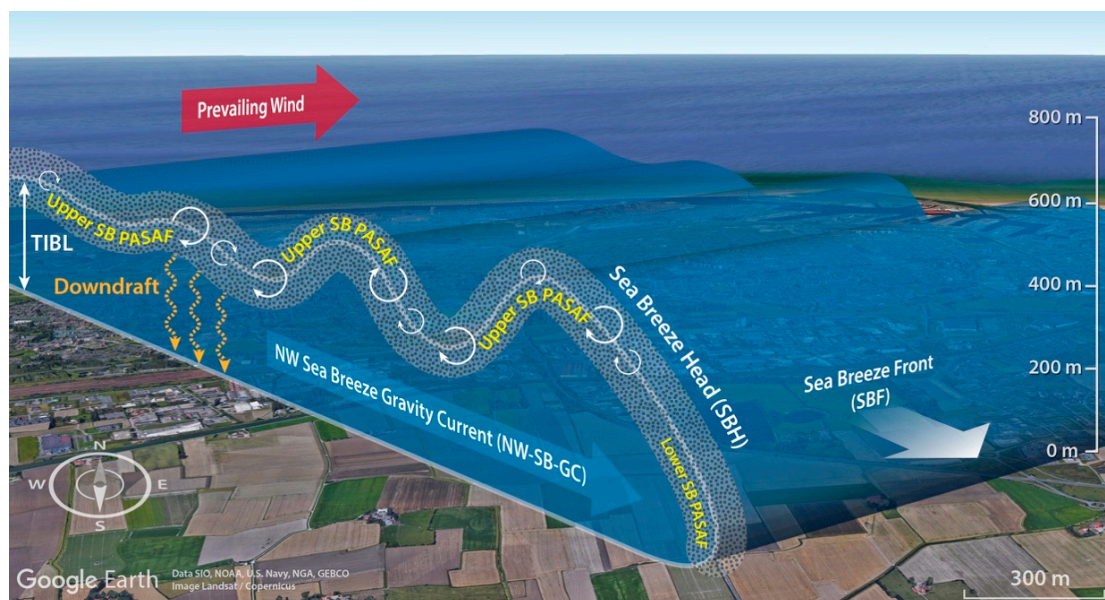 Prevailing Wind
800 m
600 m
400 m
200 m
0 m
Upper SB PASAF
Upper SB PASAF
Upper SB PASAF
TIBL
Downdraft
Sea Breeze Head (SBH)
NW Sea Breeze Gravity Current (NW-SB-GC)
Lower SB PASAF
Sea Breeze Front
(SBF)
N
W
E
S
Google Earth
Data SIO, NOAA, U.S. Navy, NGA, GEBCO
Image Landsat / Copernicus
300 m